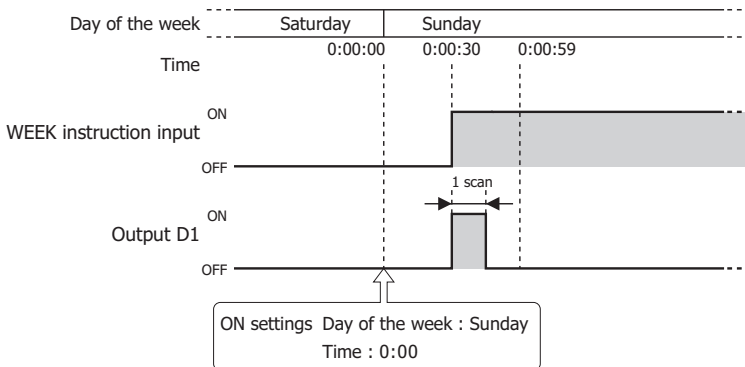 Day of the week Saturday Sunday
Time 0:00:00 0:00:30 0:00:59
WEEK instruction input ON
OFF
1 scan
Output D1 ON
OFF
ON settings Day of the week : Sunday
Time : 0:00